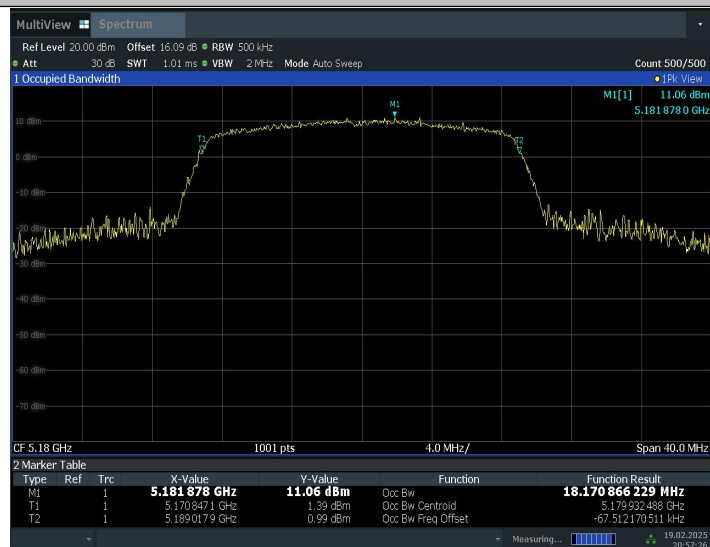 MultiView Spectrum
Ref Level 20.00 dBm Offset 16.09 dB RBW 500 kHz
Att 30 dB SWT 1.01 ms VBW 2 MHz Mode Auto Sweep Count 500/500
1 Occupied Bandwidth 1Pk View
M1[1] 11.06 dBm
5.181 878 0 GHz
M1
10 dBm
T1
T2
0 dBm
-10 dBm
-20 dBm
-30 dBm
-40 dBm
-50 dBm
-60 dBm
-70 dBm
CF 5.18 GHz 1001 pts 4.0 MHz/ Span 40.0 MHz
2 Marker Table
Type Ref Trc X-Value Y-Value Function Function Result
M1 1 5.181 878 GHz 11.06 dBm Occ Bw 18.170 866 229 MHz
T1 1 5.170 847 1 GHz 1.39 dBm Occ Bw Centroid 5.179 932 488 GHz
T2 1 5.189 017 9 GHz 0.99 dBm Occ Bw Freq Offset -67.512 170 511 kHz
Measuring... 19.02.2025
20:57:26